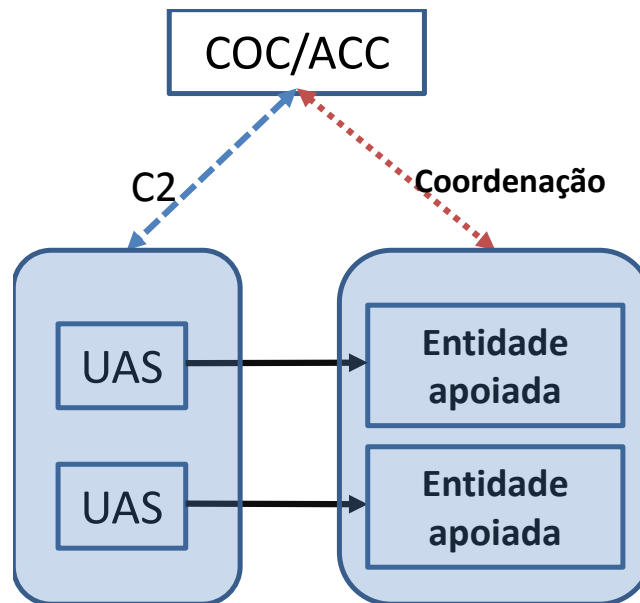 COC/ACC
C2
Coordenação
UAS
Entidade
apoiada
UAS
Entidade
apoiada